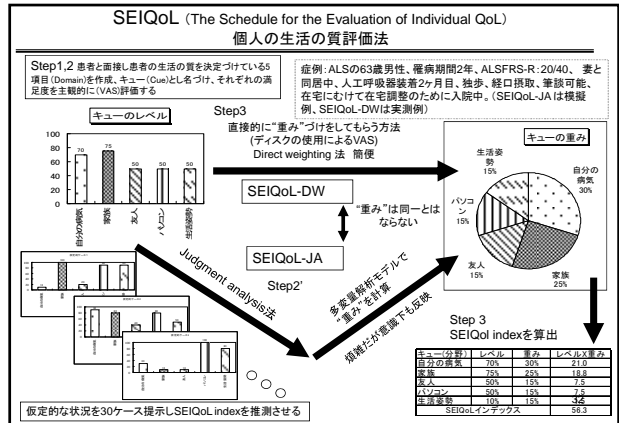 SEIQoL (The Schedule for the Evaluation of Individual QoL)
個人の生活の質評価法
Step1,2 患者と面接し患者の生活の質を決定づけている5
項目(Domain)を作成、キュー(Cue)とし名づけ、それぞれの満
足度を主観的に(VAS)評価する
症例:ALSの63歳男性、罹病期間2年、ALSFRS-R:20/40、 妻と
同居中、人工呼吸器装着2ヶ月目、独歩、経口摂取、筆談可能、
在宅にむけて在宅調整のために入院中。(SEIQoL-JAは模擬
例、SEIQoL-DWは実測例)
キューのレベル
100
80
60
40
20
0
70
75
50
50
50
自分の病気
家族
友人
パソコン
生活姿勢
Step3
直接的に"重み"づけをしてもらう方法
(ディスクの使用によるVAS)
Direct weighting 法 簡便
SEIQoL-DW
"重み"は同一とは
ならない
SEIQoL-JA
Step2'
Judgment analysis法
多変量解析モデルで
"重み"を計算
煩雑だが意識下も反映
キューの重み
生活姿
勢
15%
自分の
病気
30%
パソコ
ン
15%
友人
15%
家族
25%
仮定的な状況を30ケース提示しSEIQoL indexを推測させる
Step 3
SEIQol indexを算出
キュー(分野) レベル 重み レベルX重み
自分の病気 70% 30% 21.0
家族 75% 25% 18.8
友人 50% 15% 7.5
パソコン 50% 15% 7.5
生活姿勢 10% 15%
32
SEIQoLインデックス 56.3